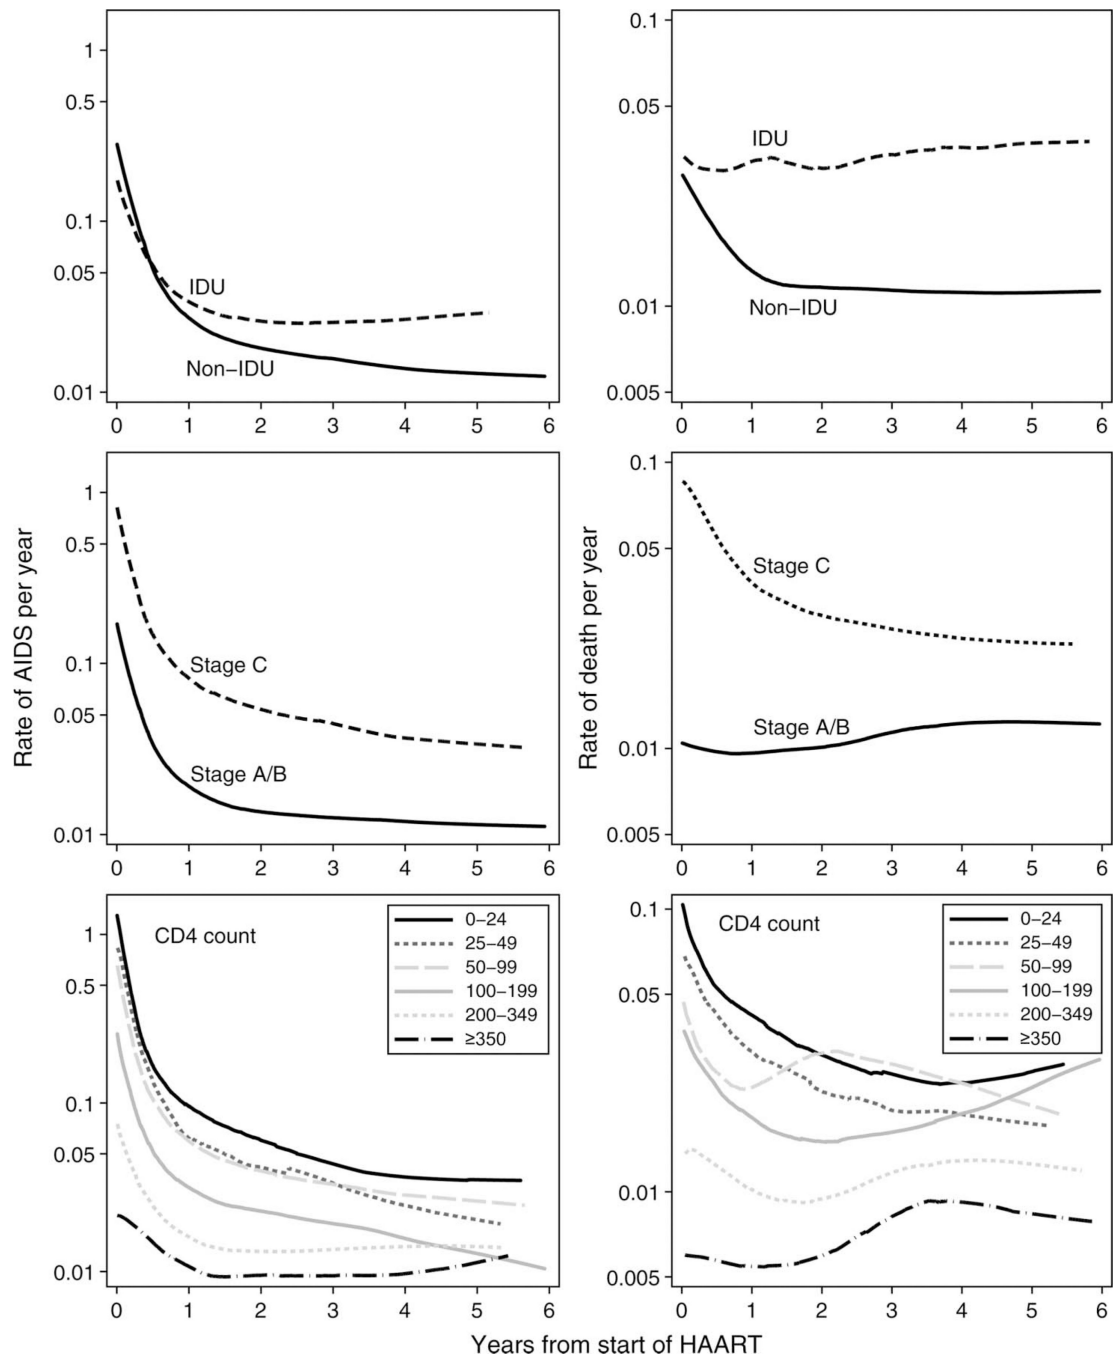 1
0.5
0.1
0.05
0.01
IDU
Non–IDU
0 1 2 3 4 5 6
0.1
0.05
0.01
0.005
IDU
Non–IDU
0 1 2 3 4 5 6
Rate of AIDS per year
1
0.5
0.1
0.05
0.01
Stage C
Stage A/B
0 1 2 3 4 5 6
Rate of death per year
0.1
0.05
0.01
0.005
Stage C
Stage A/B
0 1 2 3 4 5 6
1
0.5
0.1
0.05
0.01
CD4 count
0–24
25–49
50–99
100–199
200–349
≥350
0 1 2 3 4 5 6
0.1
0.05
0.01
0.005
CD4 count
0–24
25–49
50–99
100–199
200–349
≥350
0 1 2 3 4 5 6
Years from start of HAART